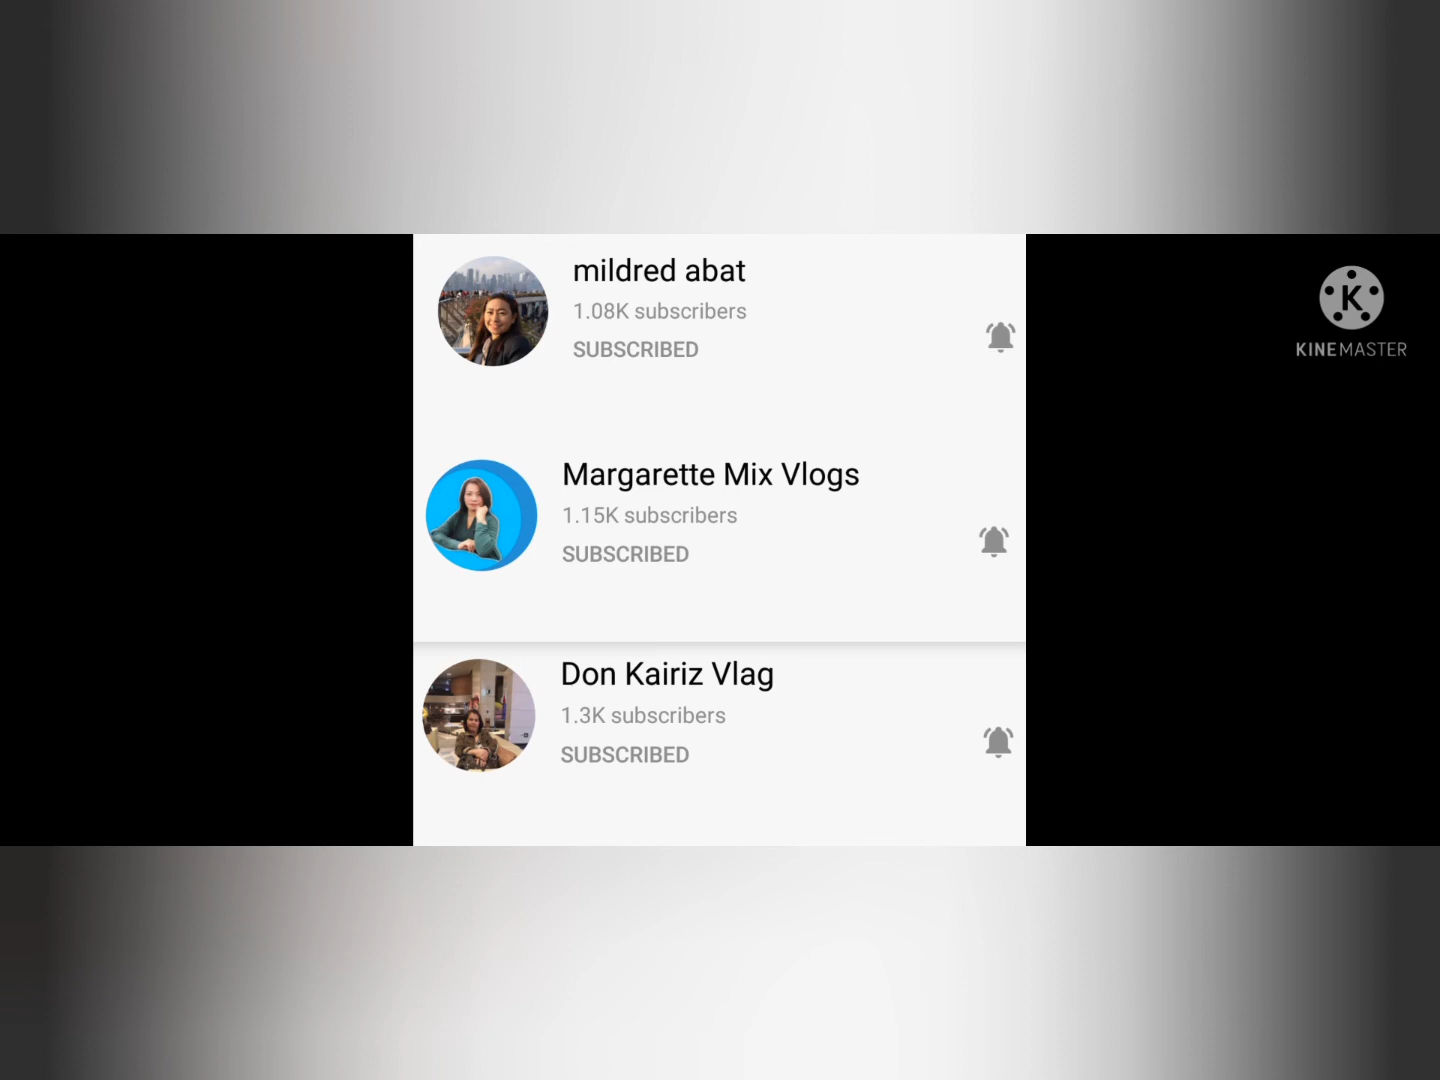 mildred abat
1.08K subscribers
SUBSCRIBED
K
KINEMASTER
Margarette Mix Vlogs
1.15K subscribers
SUBSCRIBED
Don Kairiz Vlag
1.3K subscribers
SUBSCRIBED